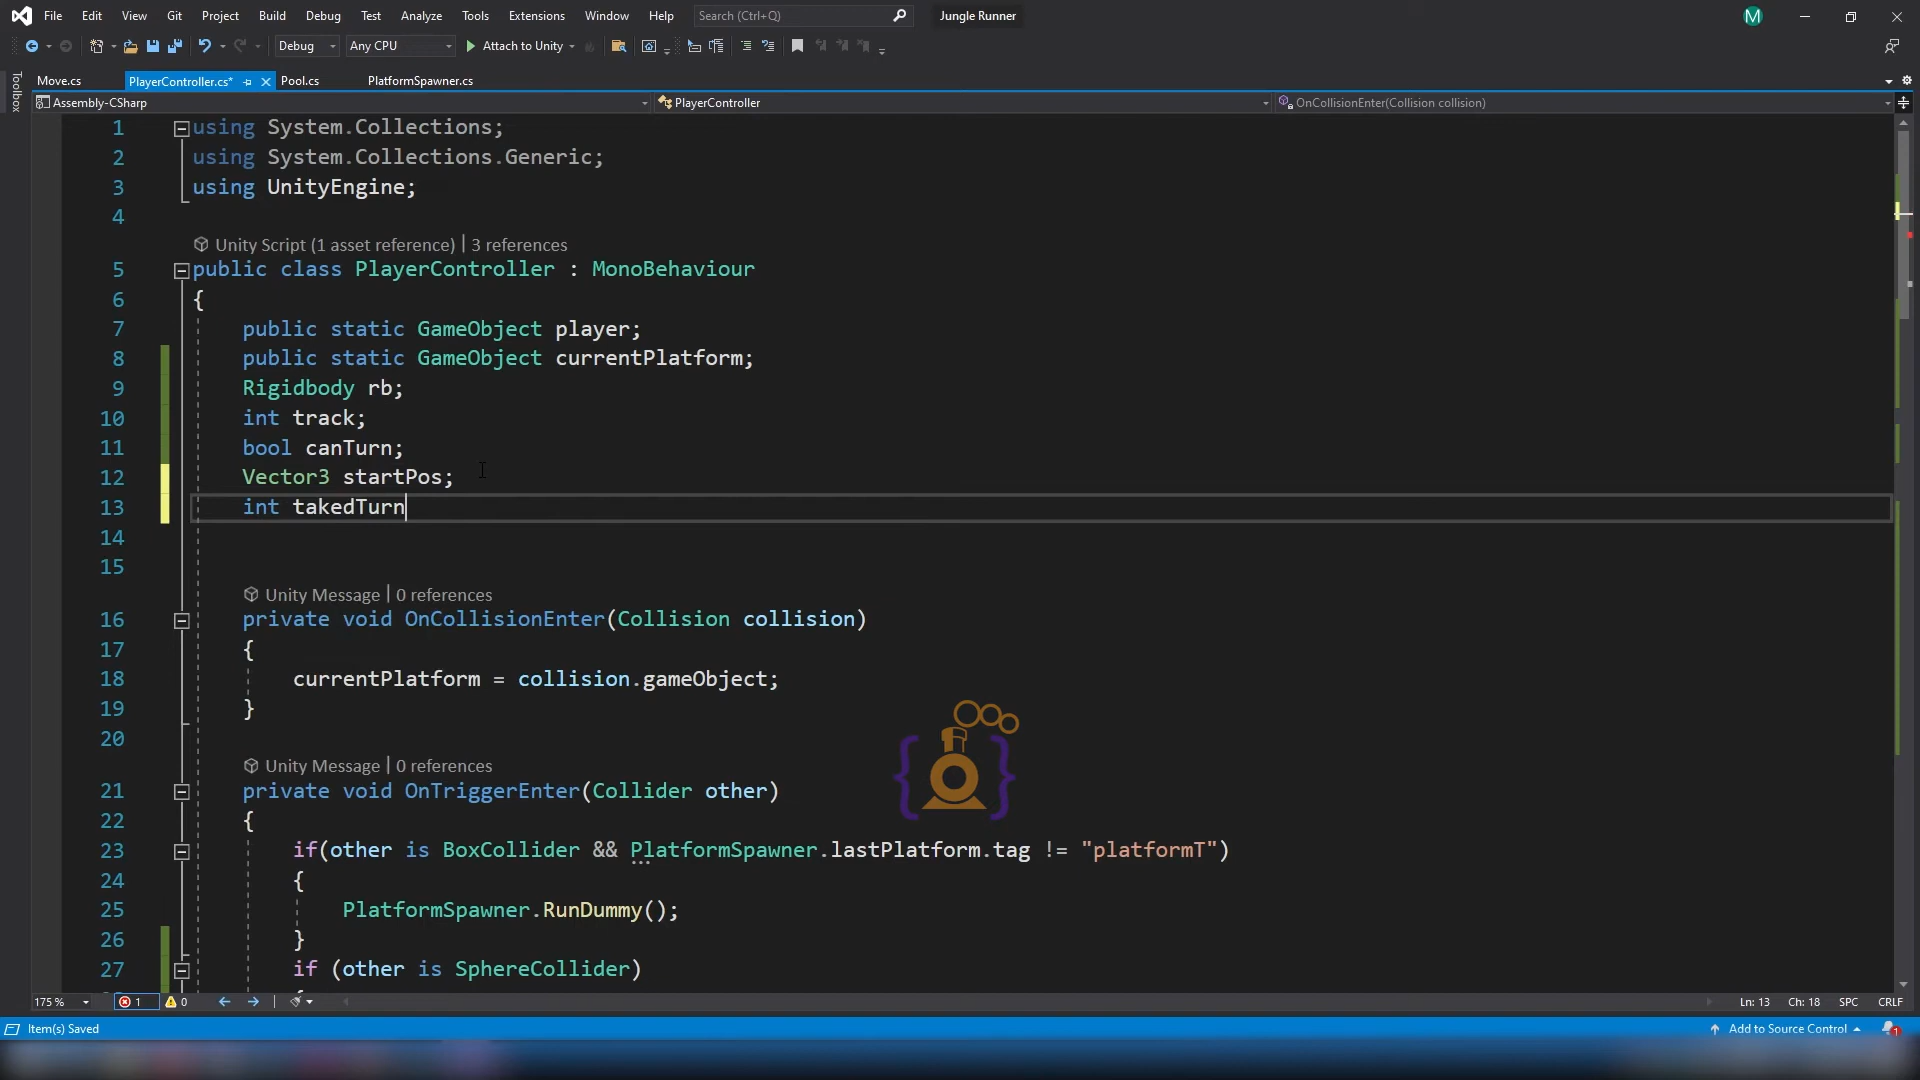 File Edit View Git Project Build Debug Test Analyze Tools Extensions Window Help Search (Ctrl+Q) Jungle Runner M
Debug Any CPU Attach to Unity
Toolbox
Move.cs PlayerController.cs* Pool.cs PlatformSpawner.cs
Assembly-CSharp PlayerController OnCollisionEnter(Collision collision)
1 using System.Collections;
2 using System.Collections.Generic;
3 using UnityEngine;
4
Unity Script (1 asset reference) | 3 references
5 public class PlayerController : MonoBehaviour
6 {
7 public static GameObject player;
8 public static GameObject currentPlatform;
9 Rigidbody rb;
10 int track;
11 bool canTurn;
12 Vector3 startPos;
13 int takedTurn
14
15
Unity Message | 0 references
16 private void OnCollisionEnter(Collision collision)
17 {
18 currentPlatform = collision.gameObject;
19 }
20
Unity Message | 0 references
21 private void OnTriggerEnter(Collider other)
22 {
23 if(other is BoxCollider && PlatformSpawner.lastPlatform.tag != "platformT")
24 {
25 PlatformSpawner.RunDummy();
26 }
27 if (other is SphereCollider)
175 % 1 0 Ln: 13 Ch: 18 SPC CRLF
Item(s) Saved Add to Source Control 1